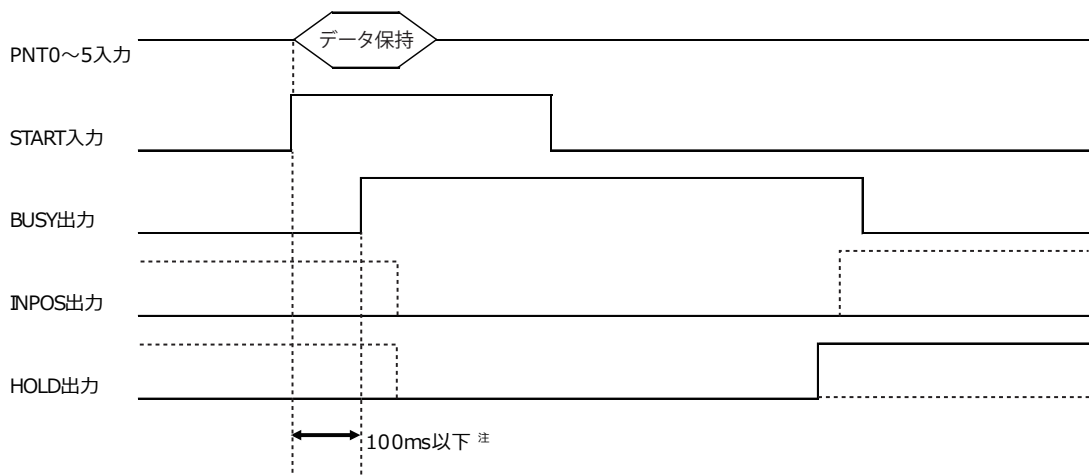 データ保持
PNT0～5入力
START入力
BUSY出力
INPOS出力
HOLD出力
100ms以下 注